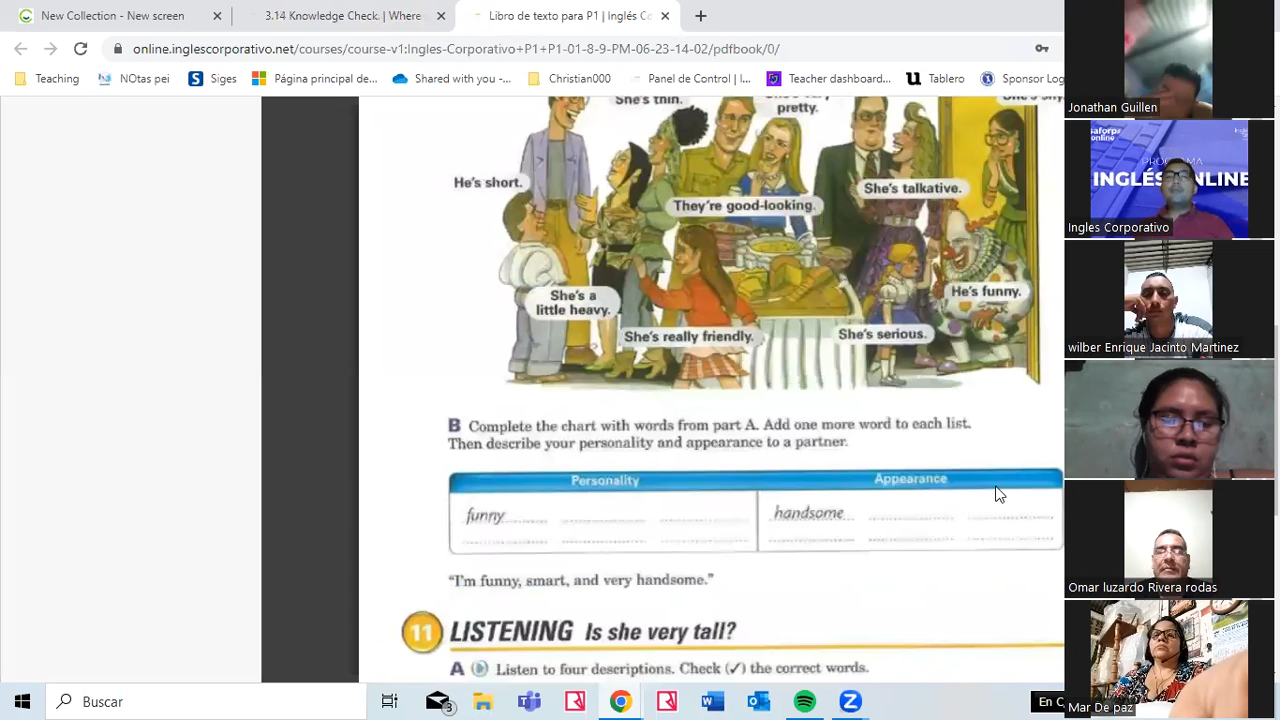 New - New screen
3.14 Knowledge Check. | Where
Libro de texto para P1 | Inglés Co
online.inglescorporativo.net/courses/course-v1:Ingles-Corporativo+P1+P1-01-8-9-PM-06-23-14-02/pdfbook/0/
Teaching
NOtas pei
Siges
Página principal de...
Shared with you -...
Christian000
Panel de Control | I...
Teacher dashboard...
Tablero
Sponsor Log
She's thin.
pretty.
He's short.
They're good-looking.
She's talkative.
She's a
little heavy.
She's really friendly.
She's serious.
He's funny.
B Complete the chart with words from part A. Add one more word to each list.
Then describe your personality and appearance to a partner.
Personality Appearance
funny handsome
"I'm funny, smart, and very handsome."
11 LISTENING Is she very tall?
A Listen to four descriptions. Check (✓) the correct words.
Buscar
3
Jonathan Guillen
PROGRAMA
INGLÉS ONLINE
Ingles Corporativo
wilber Enrique Jacinto Martinez
Omar luzardo Rivera rodas
Mar De paz